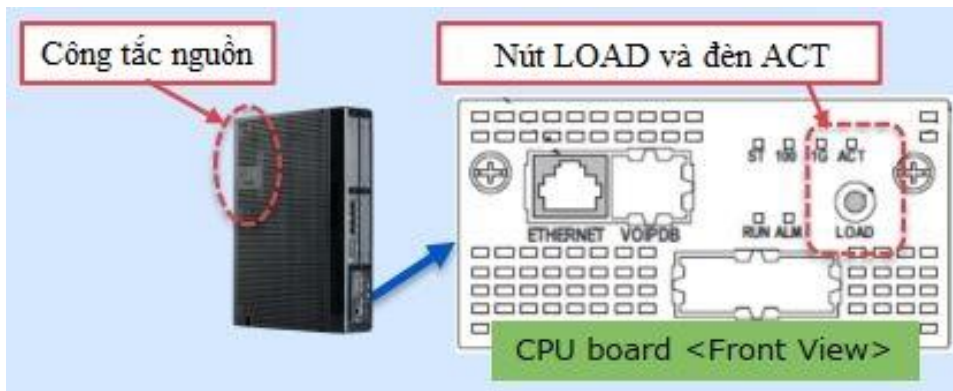 Công tắc nguồn
Nút LOAD và đèn ACT
ST 100 1G ACT
ETHERNET VOIPDB
RUN ALM LOAD
CPU board <Front View>